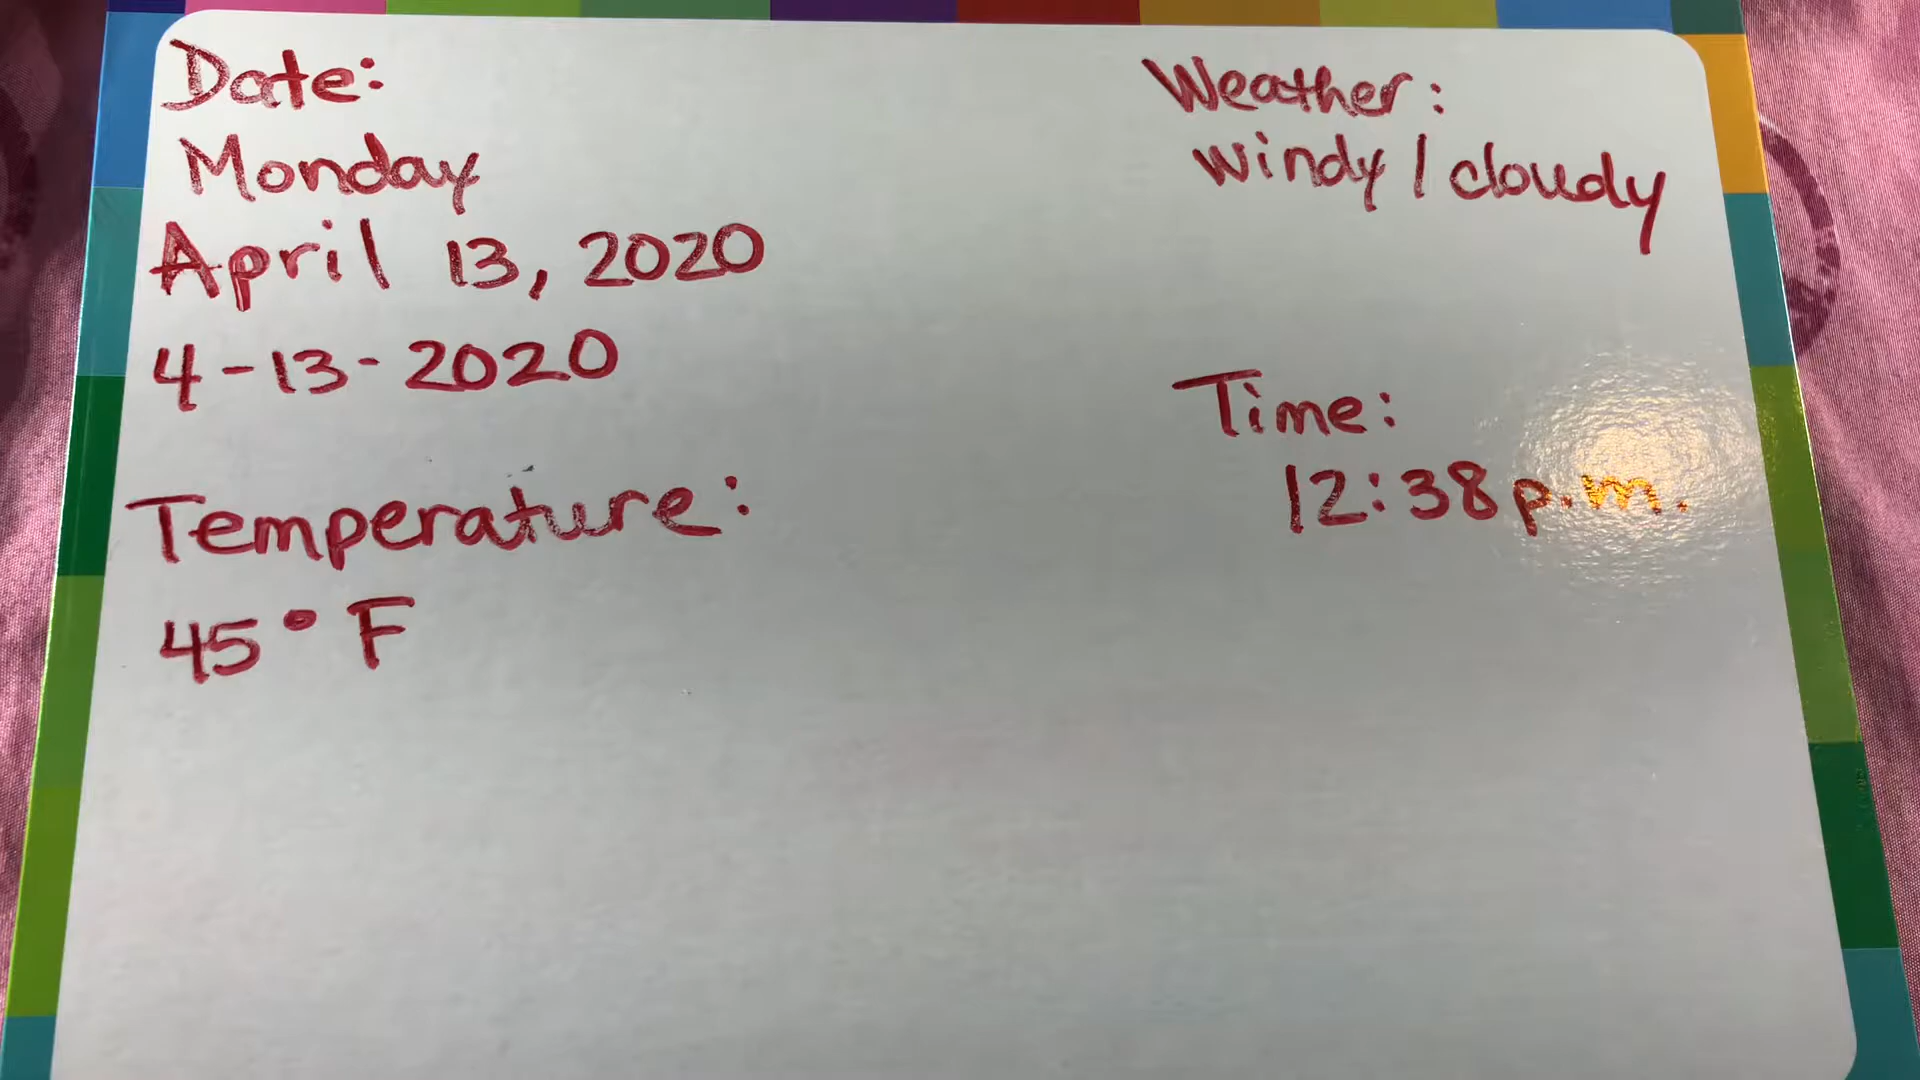 Date:
Monday
April 13, 2020
4-13-2020
Temperature:
45° F
Weather:
windy / cloudy
Time:
12:38 p.m.